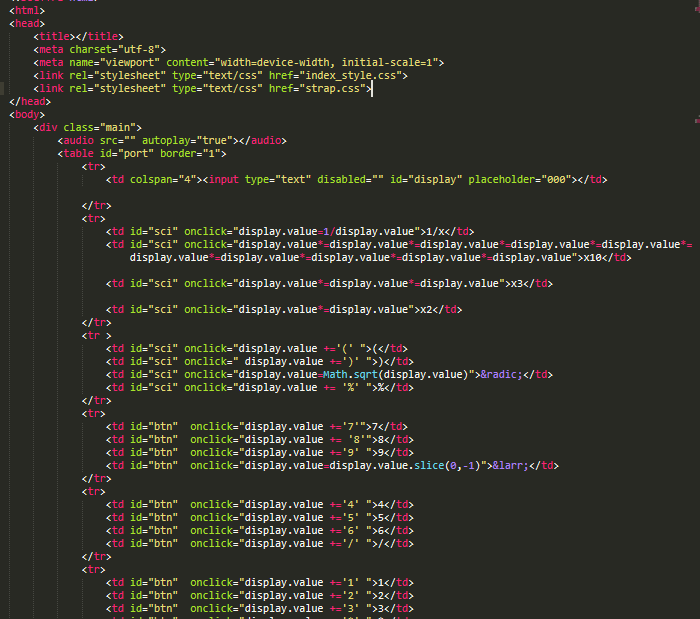 <html>
<head>
<title></title>
<meta charset="utf-8">
<meta name="viewport" content="width=device-width, initial-scale=1">
<link rel="stylesheet" type="text/css" href="index_style.css">
<link rel="stylesheet" type="text/css" href="strap.css">
</head>
<body>
<div class="main">
<audio src="" autoplay="true"></audio>
<table id="port" border="1">
<tr>
<td colspan="4"><input type="text" disabled="" id="display" placeholder="000"></td>
</tr>
<tr>
<td id="sci" onclick="display.value=1/display.value">1/x</td>
<td id="sci" onclick="display.value*=display.value*=display.value*=display.value*=display.value*=
display.value*=display.value*=display.value*=display.value*=display.value">x10</td>
<td id="sci" onclick="display.value*=display.value*=display.value">x3</td>
<td id="sci" onclick="display.value*=display.value">x2</td>
</tr>
<tr >
<td id="sci" onclick="display.value +='(' ">(</td>
<td id="sci" onclick=" display.value +=')' ">)</td>
<td id="sci" onclick="display.value=Math.sqrt(display.value)">&radic;</td>
<td id="sci" onclick="display.value += '%' ">%</td>
</tr>
<tr>
<td id="btn"  onclick="display.value +='7'">7</td>
<td id="btn"  onclick="display.value += '8'">8</td>
<td id="btn"  onclick="display.value +='9' ">9</td>
<td id="btn"  onclick="display.value=display.value.slice(0,-1)">&larr;</td>
</tr>
<tr>
<td id="btn"  onclick="display.value +='4' ">4</td>
<td id="btn"  onclick="display.value +='5' ">5</td>
<td id="btn"  onclick="display.value +='6' ">6</td>
<td id="btn"  onclick="display.value +='/' ">/</td>
</tr>
<tr>
<td id="btn"  onclick="display.value +='1' ">1</td>
<td id="btn"  onclick="display.value +='2' ">2</td>
<td id="btn"  onclick="display.value +='3' ">3</td>